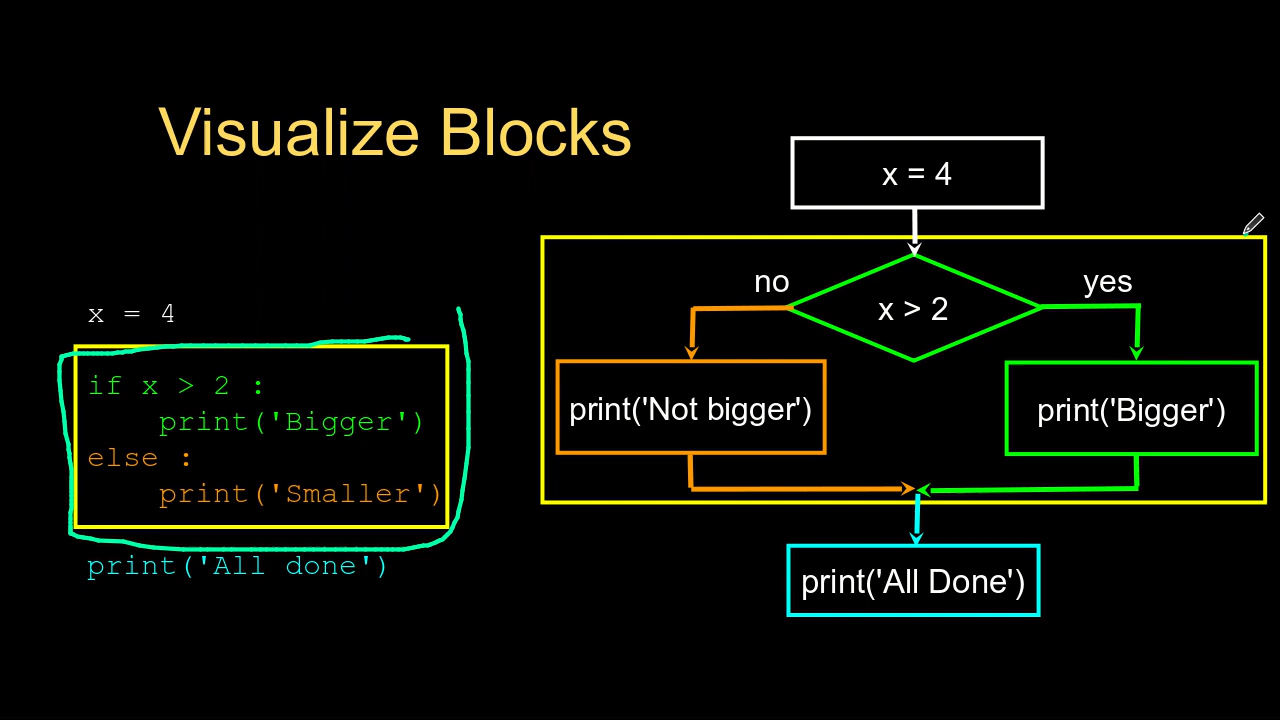 Visualize Blocks
x = 4
if x > 2 :
    print('Bigger')
else :
    print('Smaller')
print('All done')
x = 4
no
yes
x > 2
print('Not bigger')
print('Bigger')
print('All Done')